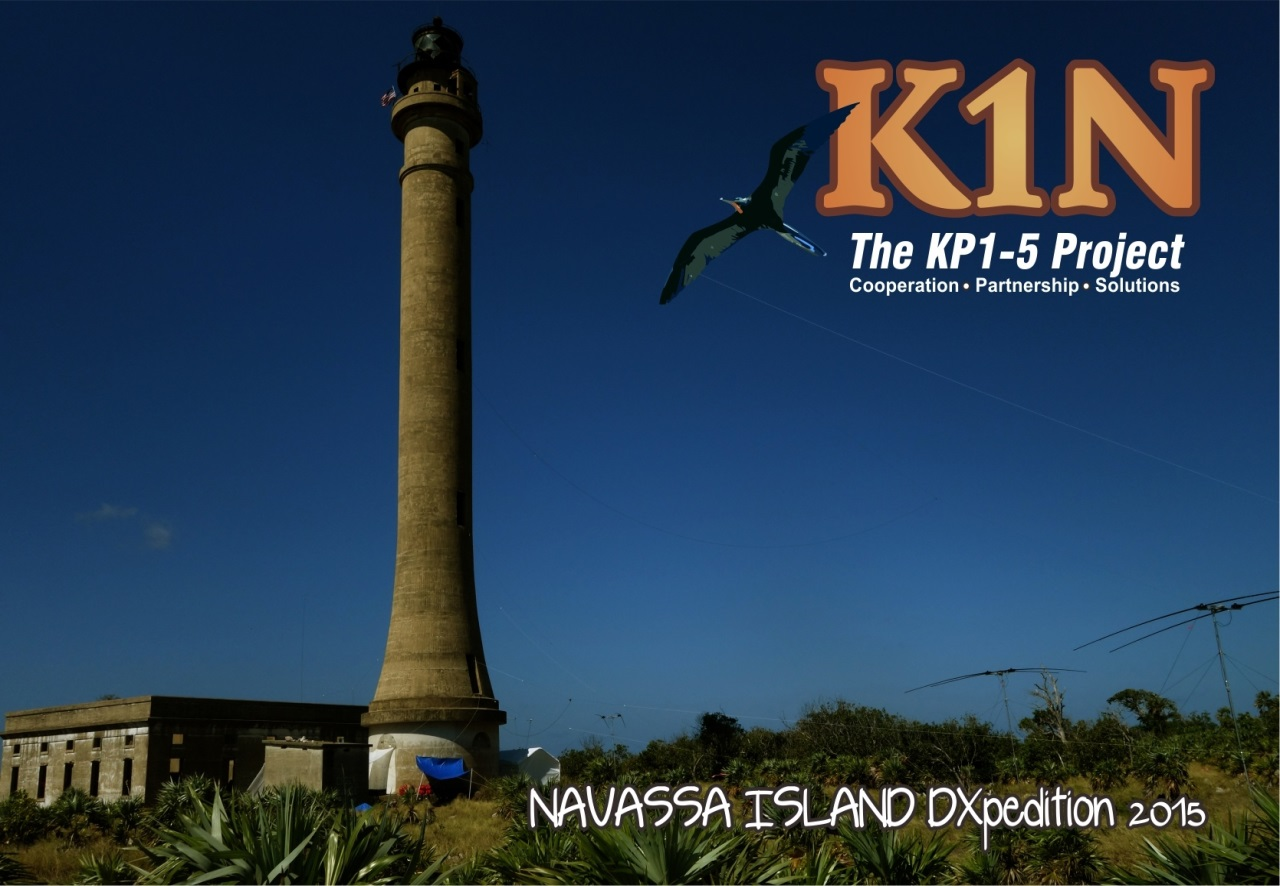 K1N
The KP1-5 Project
Cooperation • Partnership • Solutions
NAVASSA ISLAND DXpedition 2015